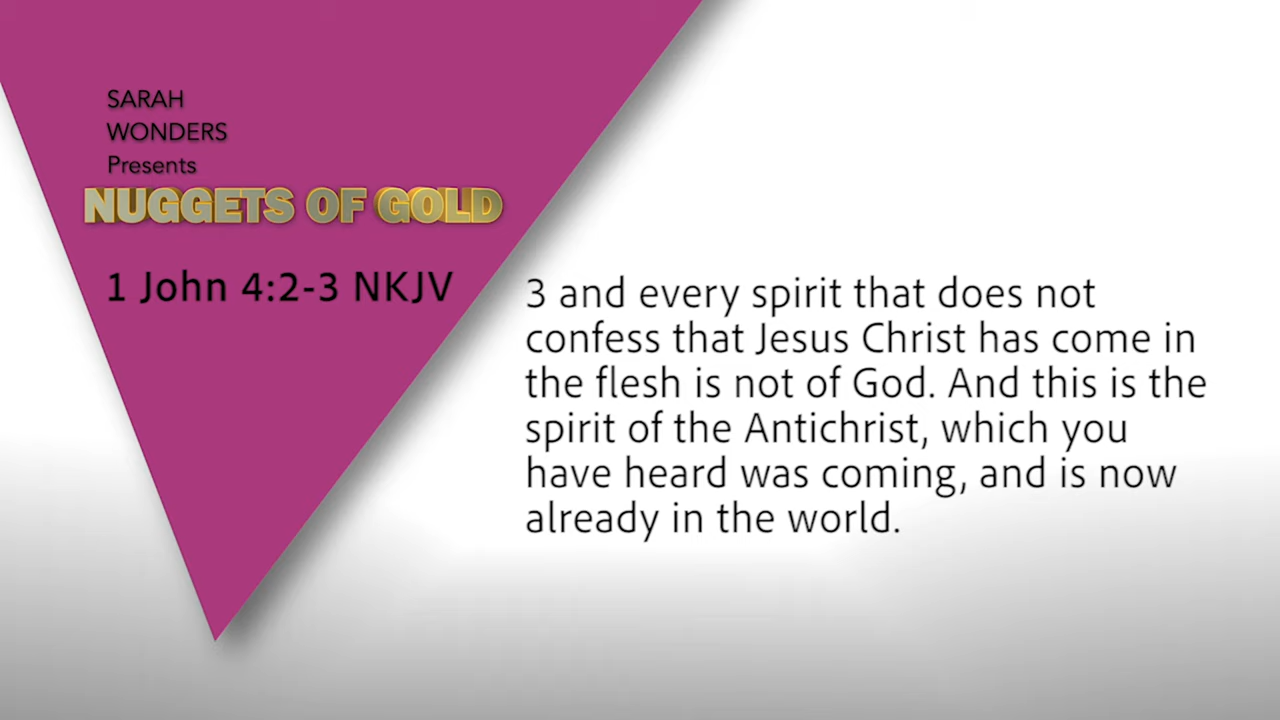 SARAH
WONDERS
Presents
NUGGETS OF GOLD
1 John 4:2-3 NKJV
3 and every spirit that does not
confess that Jesus Christ has come in
the flesh is not of God. And this is the
spirit of the Antichrist, which you
have heard was coming, and is now
already in the world.